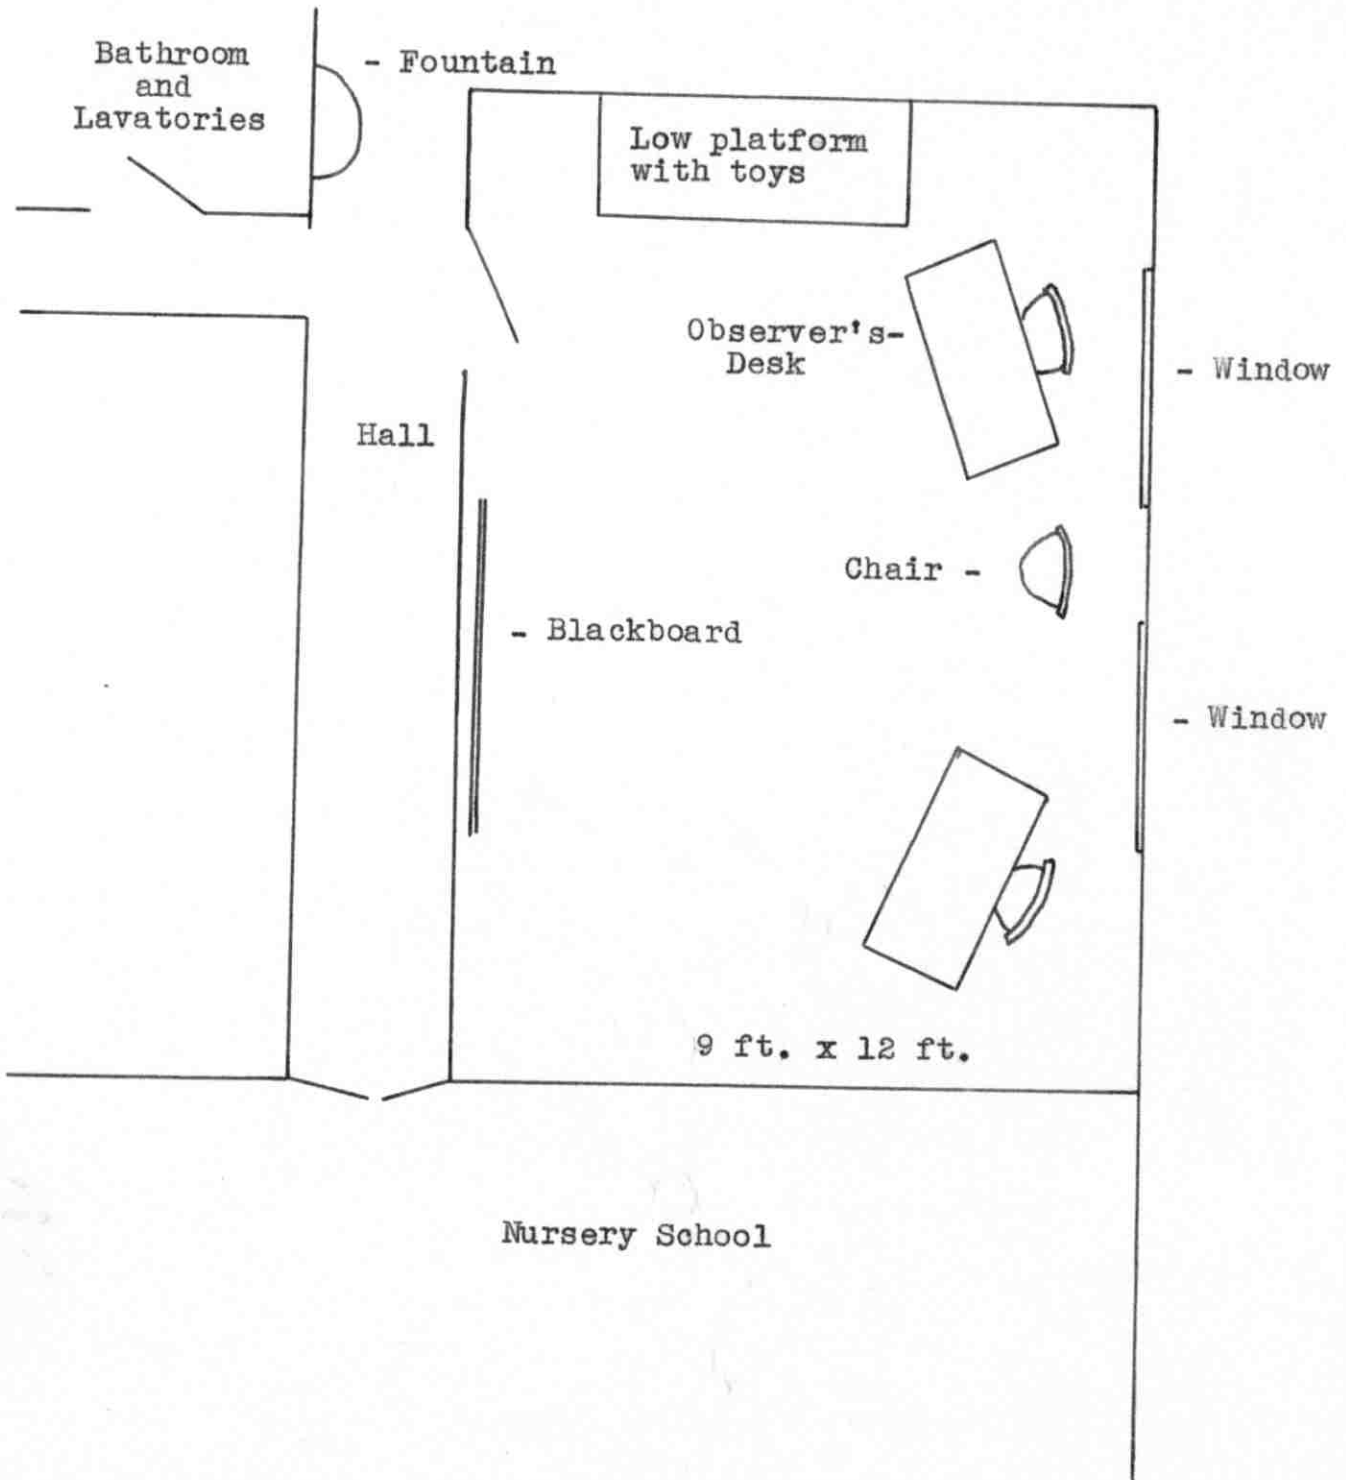 Bathroom
and
Lavatories
- Fountain
Low platform
with toys
Observer's-
Desk
- Window
Hall
Chair -
- Blackboard
- Window
9 ft. x 12 ft.
Nursery School